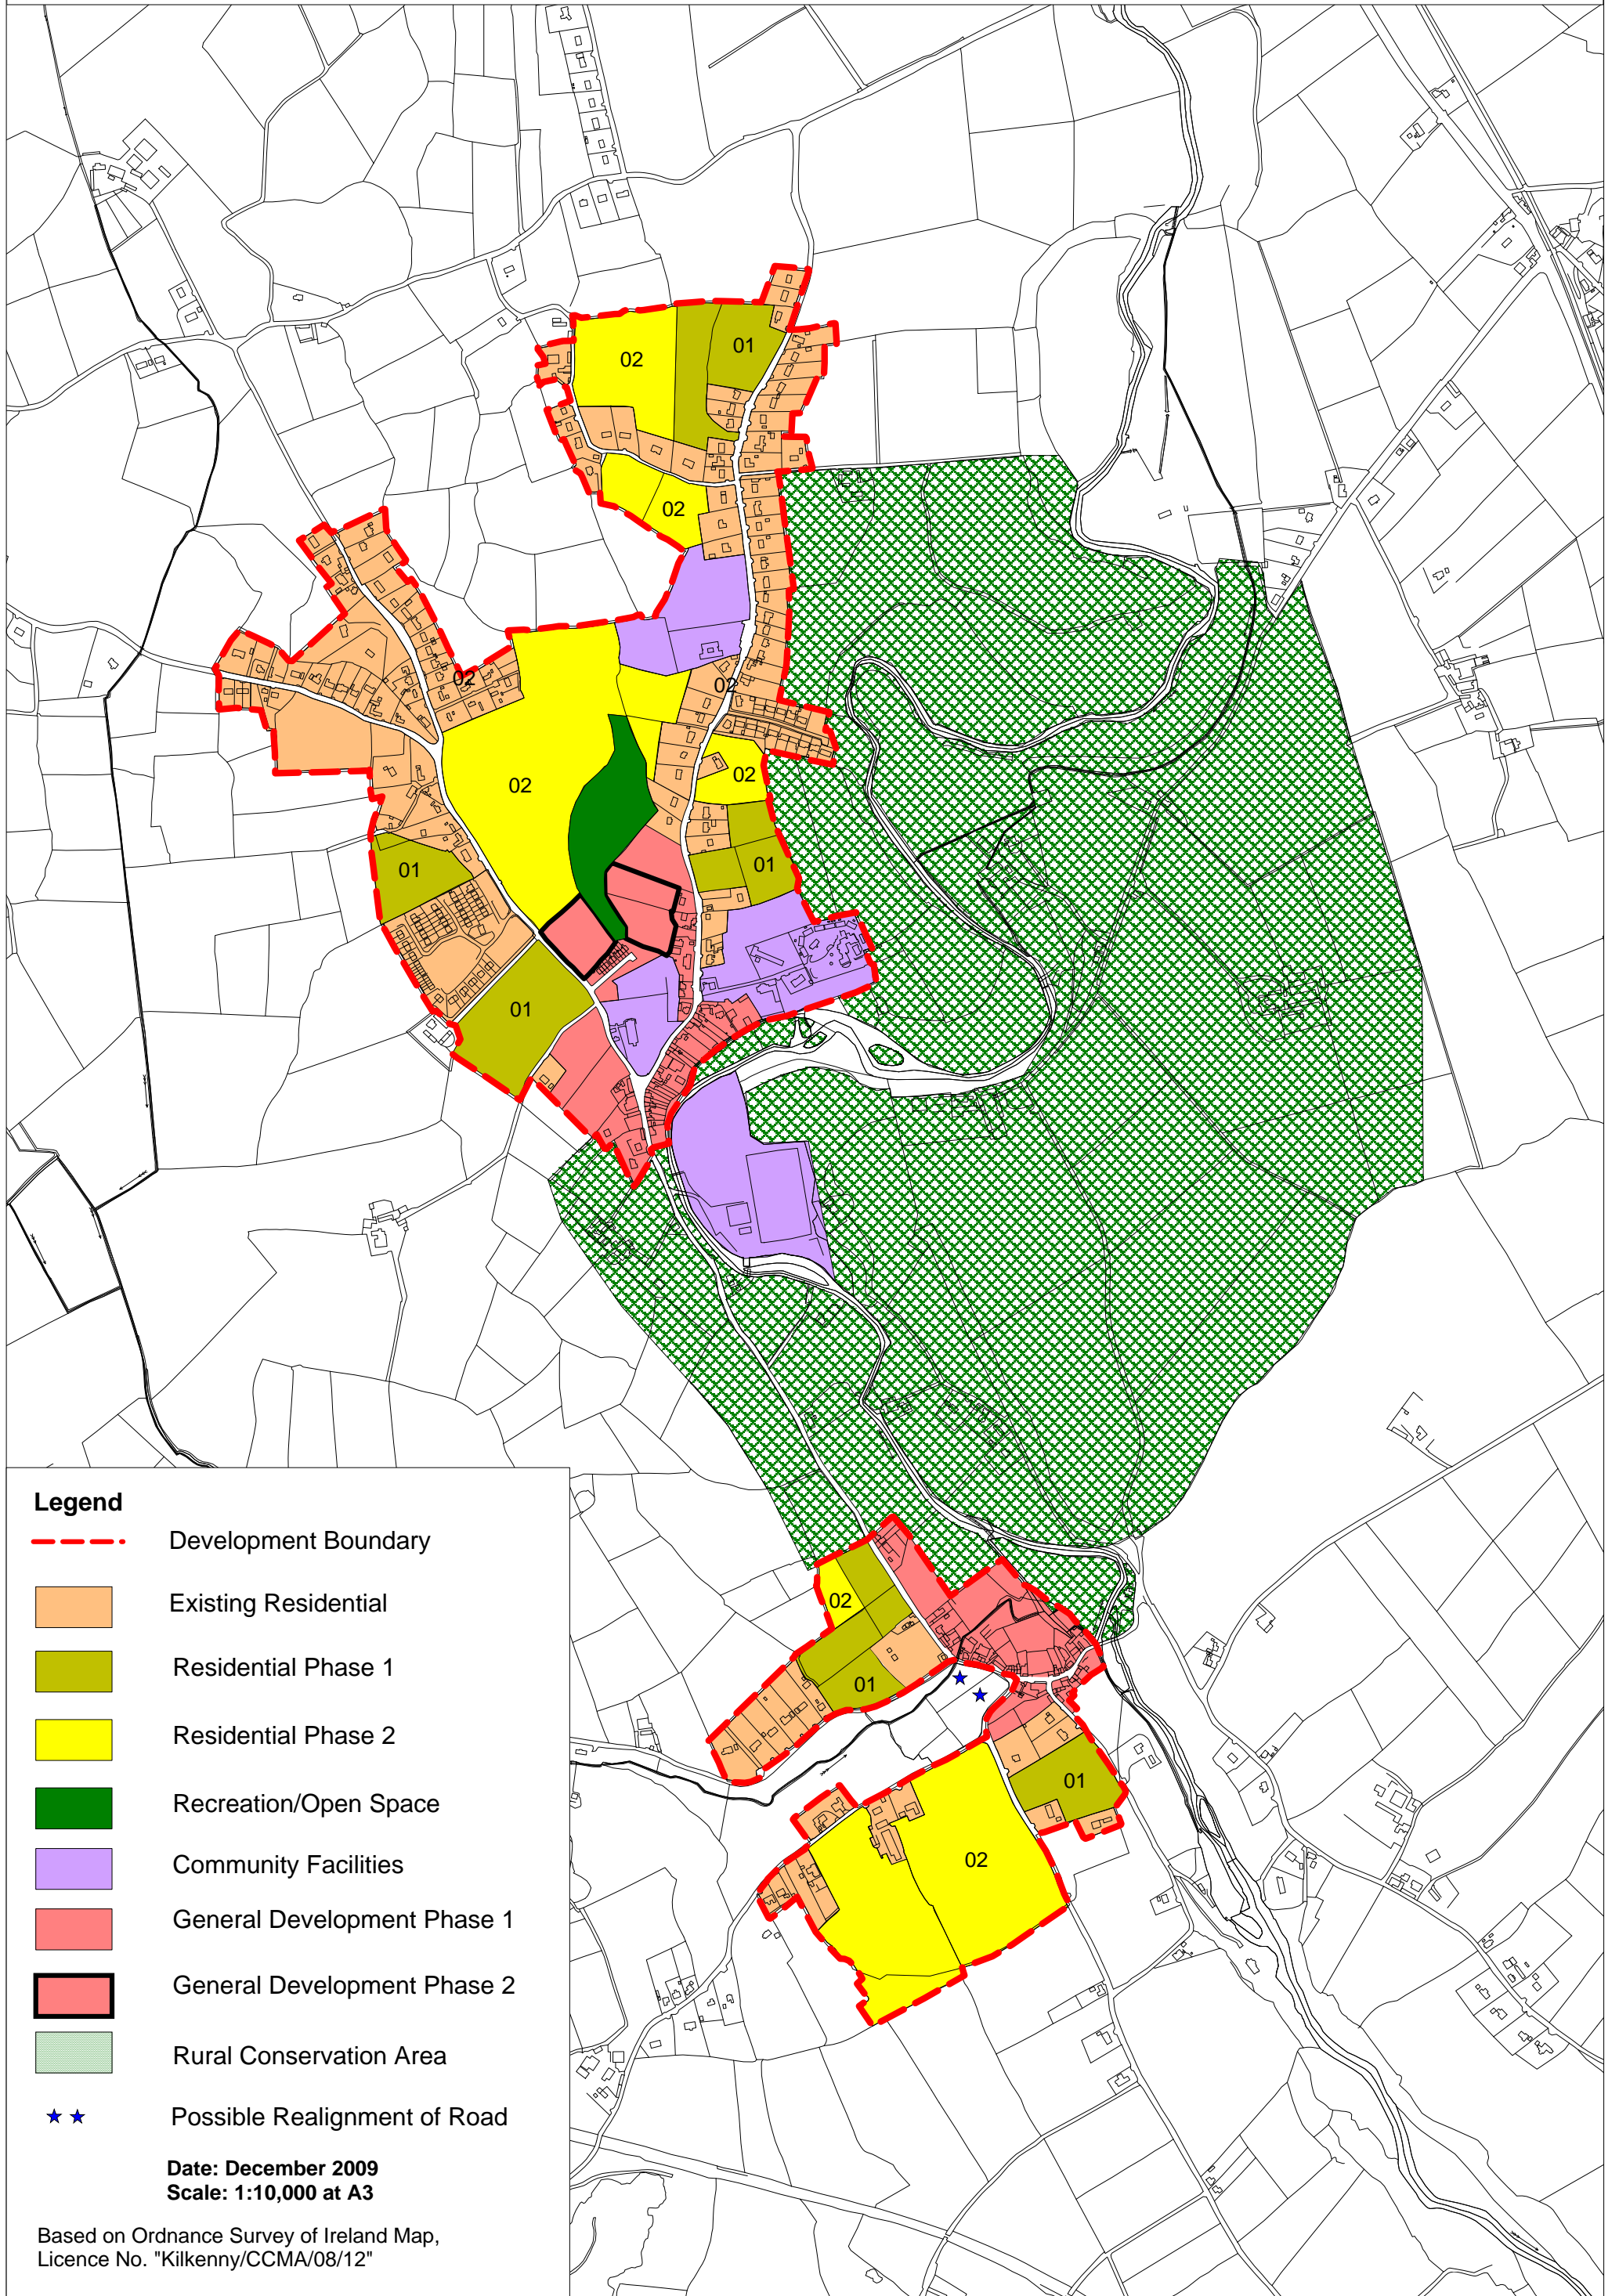 02
01
02
02
02
02
02
01
01
01
Legend
Development Boundary
Existing Residential
Residential Phase 1
Residential Phase 2
Recreation/Open Space
Community Facilities
General Development Phase 1
General Development Phase 2
Rural Conservation Area
Possible Realignment of Road
Date: December 2009
Scale: 1:10,000 at A3
Based on Ordnance Survey of Ireland Map,
Licence No. "Kilkenny/CCMA/08/12"
02
01
01
02